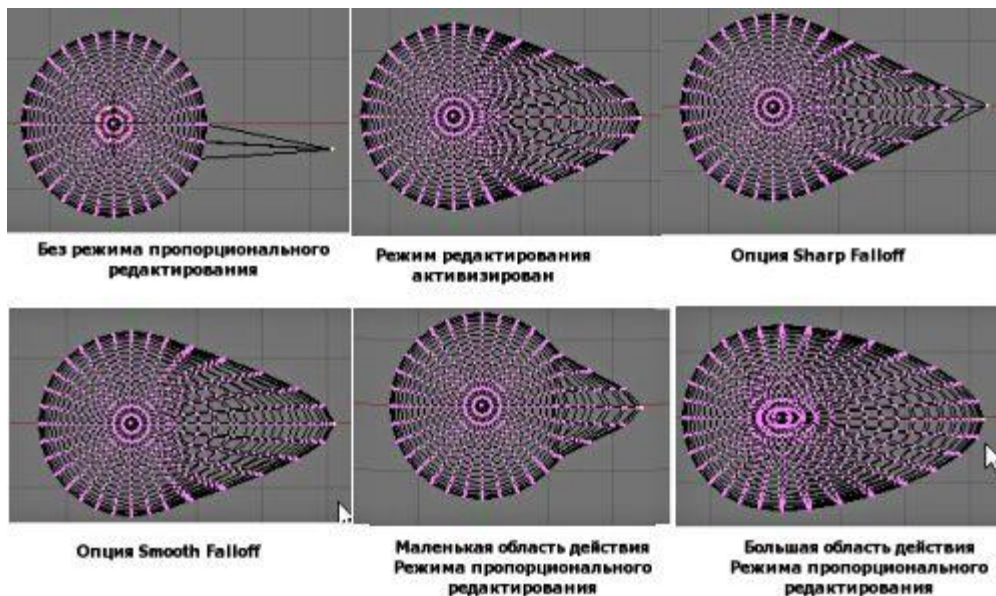 Без режима пропорционального
редактирования
Режим редактирования
активизирован
Опция Sharp Falloff
Опция Smooth Falloff
Маленькая область действия
Режима пропорционального
редактирования
Большая область действия
Режима пропорционального
редактирования